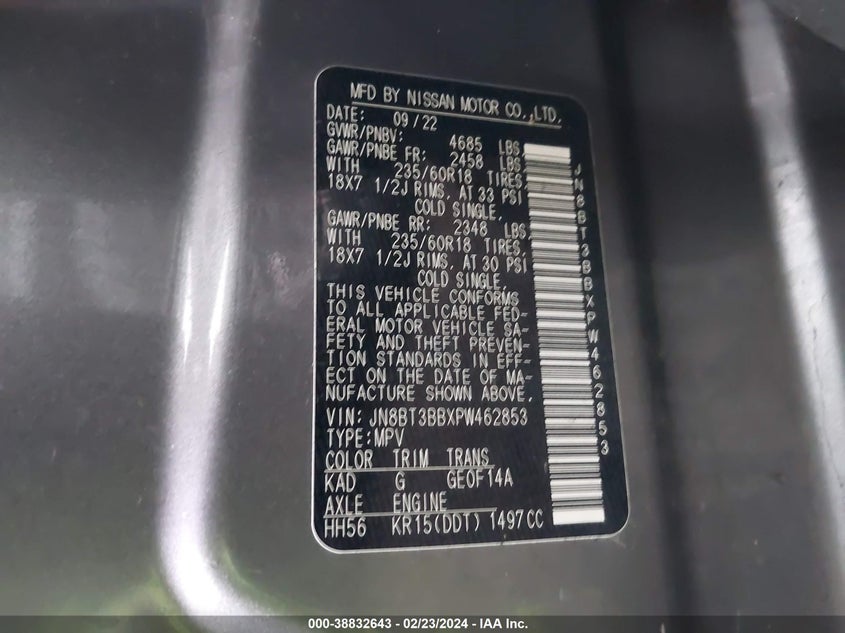 MFD BY NISSAN MOTOR CO.,LTD.
DATE: 09/22
GVWR/PNBV: 4685 LBS
GAWR/PNBE FR: 2458 LBS
WITH 235/60R18 TIRES,
18X7 1/2J RIMS, AT 33 PSI
COLD SINGLE,
GAWR/PNBE RR: 2348 LBS
WITH 235/60R18 TIRES,
18X7 1/2J RIMS, AT 30 PSI
COLD SINGLE,
THIS VEHICLE CONFORMS
TO ALL APPLICABLE FED-
ERAL MOTOR VEHICLE SA-
FETY AND THEFT PREVEN-
TION STANDARDS IN EFF-
ECT ON THE DATE OF MA-
NUFACTURE SHOWN ABOVE.
VIN: JN8BT3BBXPW462853
TYPE:MPV
COLOR TRIM TRANS
KAD G GE0F14A
AXLE ENGINE
HH56 KR15(DDT) 1497CC
JN8BT3BBXPW462853
000-38832643 - 02/23/2024 - IAA Inc.